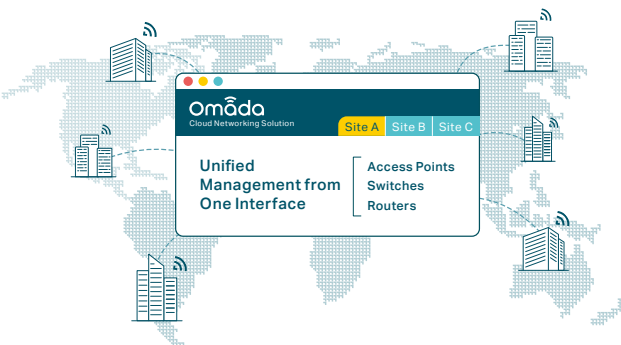 Omada
Cloud Networking Solution
Site A
Site B
Site C
Unified
Management from
One Interface
Access Points
Switches
Routers